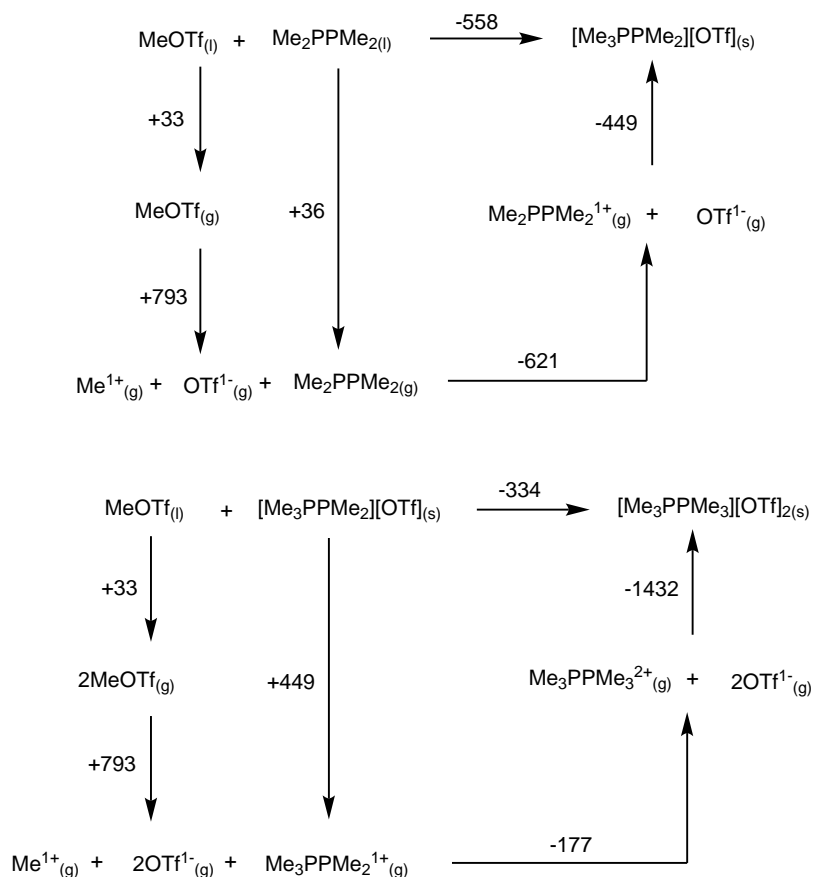 -558
MeOTf(l) + Me₂PPMe₂(l) [Me₃PPMe₂][OTf](s)
+33 -449
MeOTf(g) +36 Me₂PPMe₂¹⁺(g) + OTf¹⁻(g)
+793
-621
Me¹⁺(g) + OTf¹⁻(g) + Me₂PPMe₂(g)
-334
MeOTf(l) + [Me₃PPMe₂][OTf](s) [Me₃PPMe₃][OTf]₂(s)
+33 -1432
2MeOTf(g) +449 Me₃PPMe₃²⁺(g) + 2OTf¹⁻(g)
+793
-177
Me¹⁺(g) + 2OTf¹⁻(g) + Me₃PPMe₂¹⁺(g)